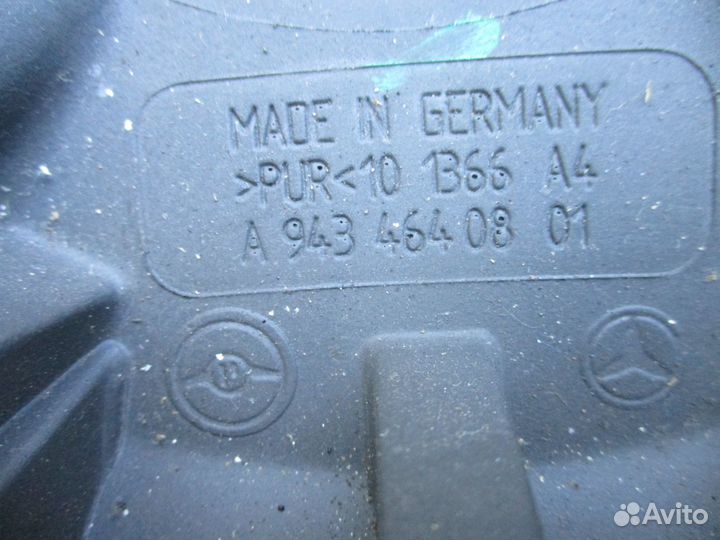 MADE IN GERMANY
>PUR<10 1366 A4
A 943 464 08 01
Avito